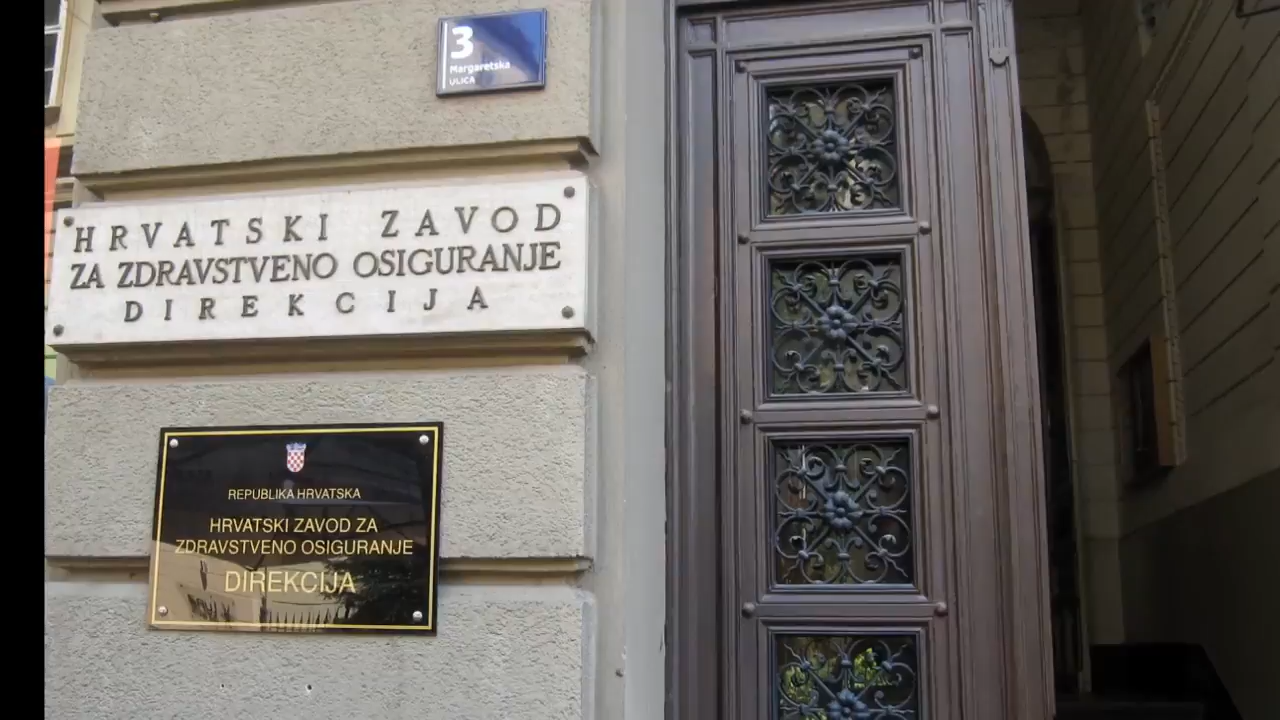 3
Margaretska
ULICA
HRVATSKI ZAVOD
ZA ZDRAVSTVENO OSIGURANJE
DIREKCIJA
REPUBLIKA HRVATSKA
HRVATSKI ZAVOD ZA
ZDRAVSTVENO OSIGURANJE
DIREKCIJA